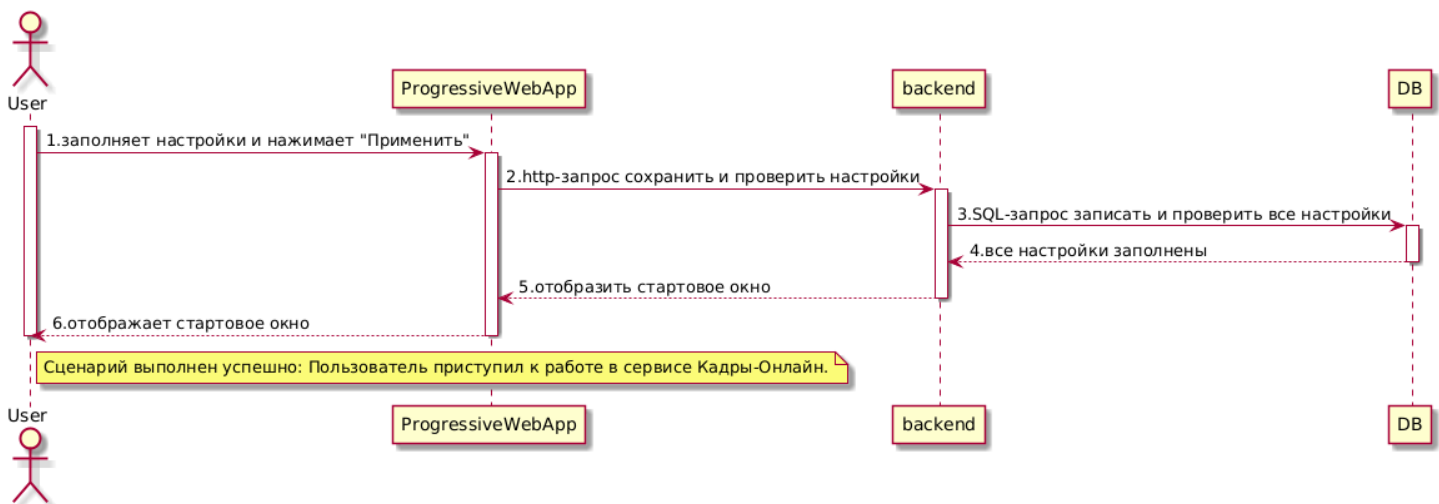 User
ProgressiveWebApp
backend
DB
1.заполняет настройки и нажимает "Применить"
2.http-запрос сохранить и проверить настройки
3.SQL-запрос записать и проверить все настройки
4.все настройки заполнены
5.отобразить стартовое окно
6.отображает стартовое окно
Сценарий выполнен успешно: Пользователь приступил к работе в сервисе Кадры-Онлайн.
User
ProgressiveWebApp
backend
DB